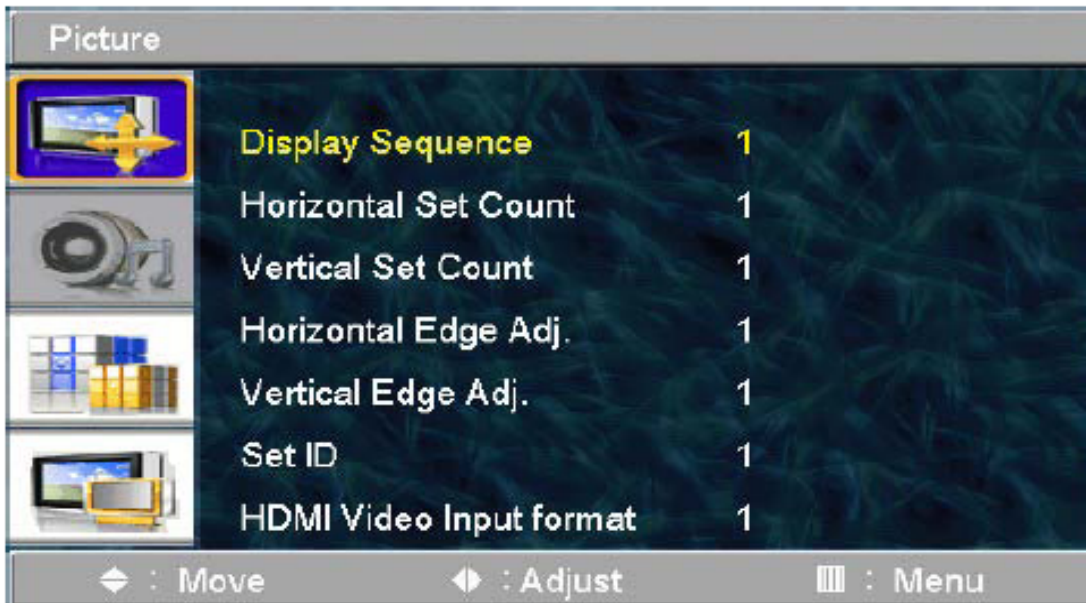 Picture
Display Sequence 1
Horizontal Set Count 1
Vertical Set Count 1
Horizontal Edge Adj. 1
Vertical Edge Adj. 1
Set ID 1
HDMI Video Input format 1
: Move : Adjust : Menu